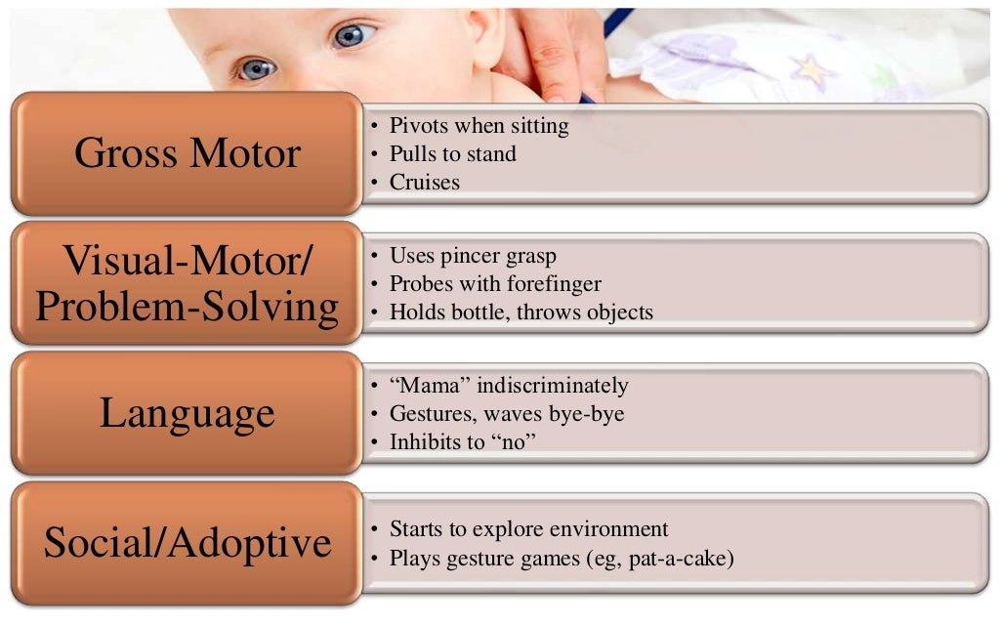 Gross Motor
• Pivots when sitting
• Pulls to stand
• Cruises
Visual-Motor/
Problem-Solving
• Uses pincer grasp
• Probes with forefinger
• Holds bottle, throws objects
Language
• “Mama” indiscriminately
• Gestures, waves bye-bye
• Inhibits to “no”
Social/Adoptive
• Starts to explore environment
• Plays gesture games (eg, pat-a-cake)